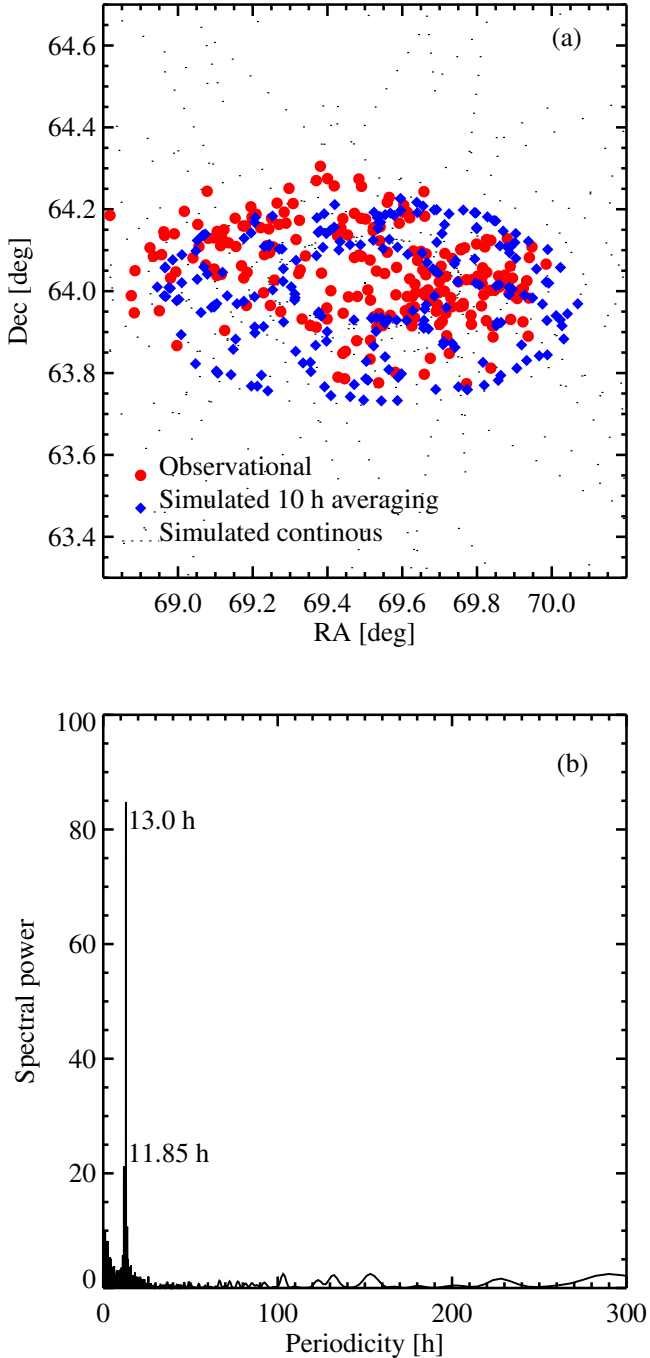 (a)
64.6
64.4
64.2
64.0
63.8
63.6
63.4
Dec [deg]
Observational
Simulated 10 h averaging
Simulated continous
69.0 69.2 69.4 69.6 69.8 70.0
RA [deg]
(b)
100
80
60
40
20
0
Spectral power
13.0 h
11.85 h
0 100 200 300
Periodicity [h]